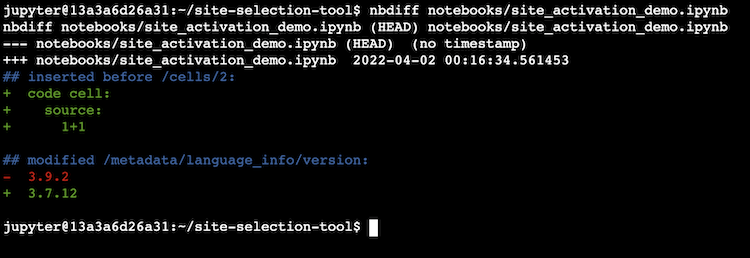 jupyter@13a3a6d26a31:~/site-selection-tool$ nbdiff notebooks/site_activation_demo.ipynb
nbdiff notebooks/site_activation_demo.ipynb (HEAD) notebooks/site_activation_demo.ipynb
--- notebooks/site_activation_demo.ipynb (HEAD)  (no timestamp)
+++ notebooks/site_activation_demo.ipynb  2022-04-02 00:16:34.561453
## inserted before /cells/2:
+  code cell:
+    source:
+      1+1
## modified /metadata/language_info/version:
-  3.9.2
+  3.7.12
jupyter@13a3a6d26a31:~/site-selection-tool$